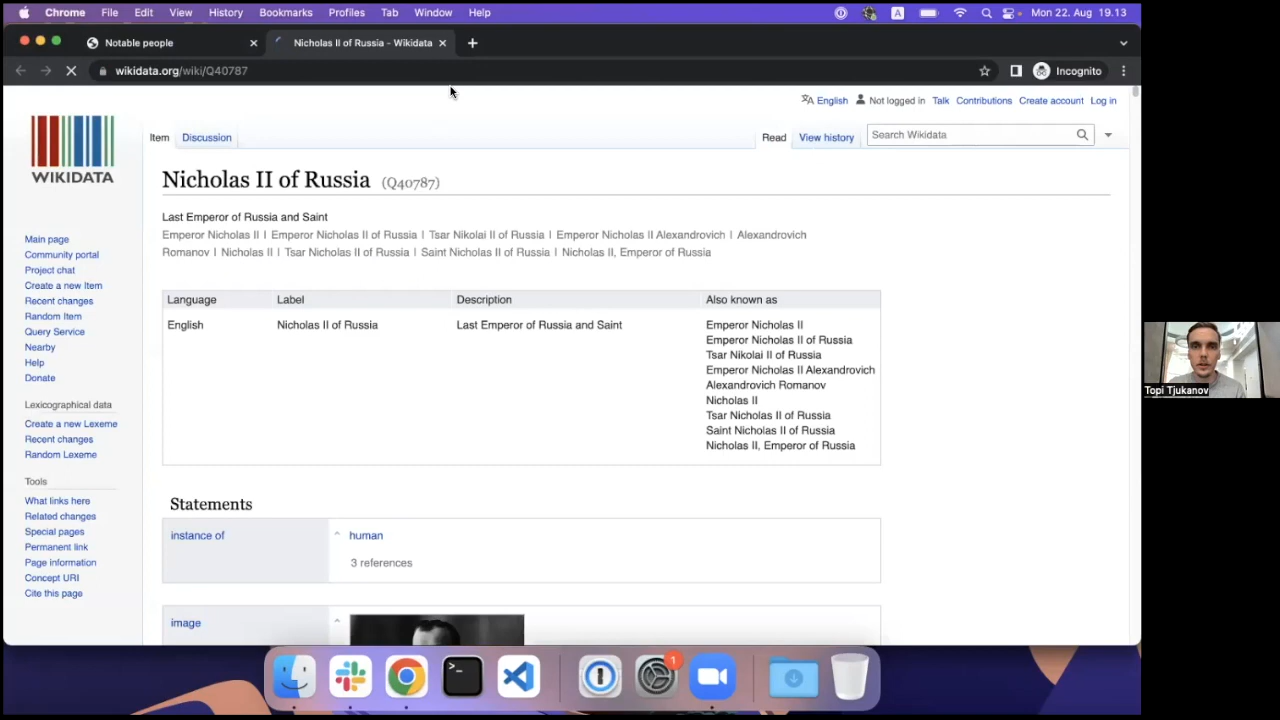 Chrome File Edit View History Bookmarks Profiles Tab Window Help A Mon 22. Aug 19.13
Notable people
Nicholas II of Russia - Wikidata
wikidata.org/wiki/Q40787
Incognito
English Not logged in Talk Contributions Create account Log in
Item Discussion Read View history Search Wikidata
WIKIDATA
Nicholas II of Russia (Q40787)
Last Emperor of Russia and Saint
Emperor Nicholas II | Emperor Nicholas II of Russia | Tsar Nikolai II of Russia | Emperor Nicholas II Alexandrovich | Alexandrovich
Romanov | Nicholas II | Tsar Nicholas II of Russia | Saint Nicholas II of Russia | Nicholas II, Emperor of Russia
Main page
Community portal
Project chat
Create a new Item
Recent changes
Random Item
Query Service
Nearby
Help
Donate
Lexicographical data
Create a new Lexeme
Recent changes
Random Lexeme
Tools
What links here
Related changes
Special pages
Permanent link
Page information
Concept URI
Cite this page
Language Label Description Also known as
English Nicholas II of Russia Last Emperor of Russia and Saint Emperor Nicholas II
Emperor Nicholas II of Russia
Tsar Nikolai II of Russia
Emperor Nicholas II Alexandrovich
Alexandrovich Romanov
Nicholas II
Tsar Nicholas II of Russia
Saint Nicholas II of Russia
Nicholas II, Emperor of Russia
Statements
instance of human
3 references
image
1
Topi Tjukanov